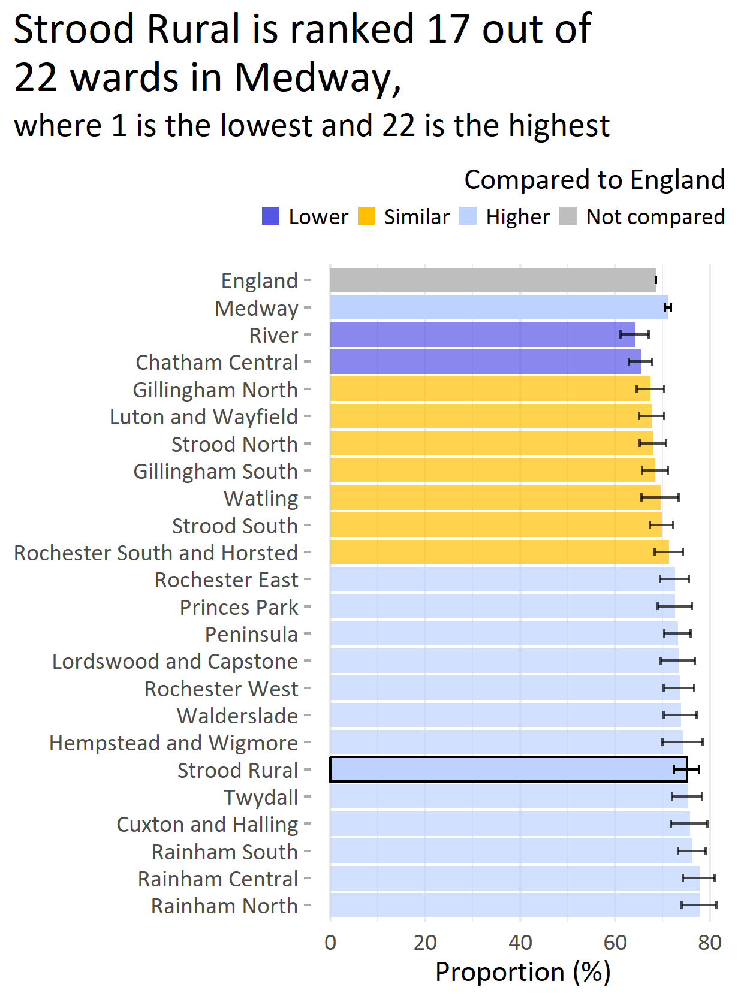 Strood Rural is ranked 17 out of
22 wards in Medway,
where 1 is the lowest and 22 is the highest
Compared to England
Lower Similar Higher Not compared
England
Medway
River
Chatham Central
Gillingham North
Luton and Wayfield
Strood North
Gillingham South
Watling
Strood South
Rochester South and Horsted
Rochester East
Princes Park
Peninsula
Lordswood and Capstone
Rochester West
Walderslade
Hempstead and Wigmore
Strood Rural
Twydall
Cuxton and Halling
Rainham South
Rainham Central
Rainham North
0 20 40 60 80
Proportion (%)